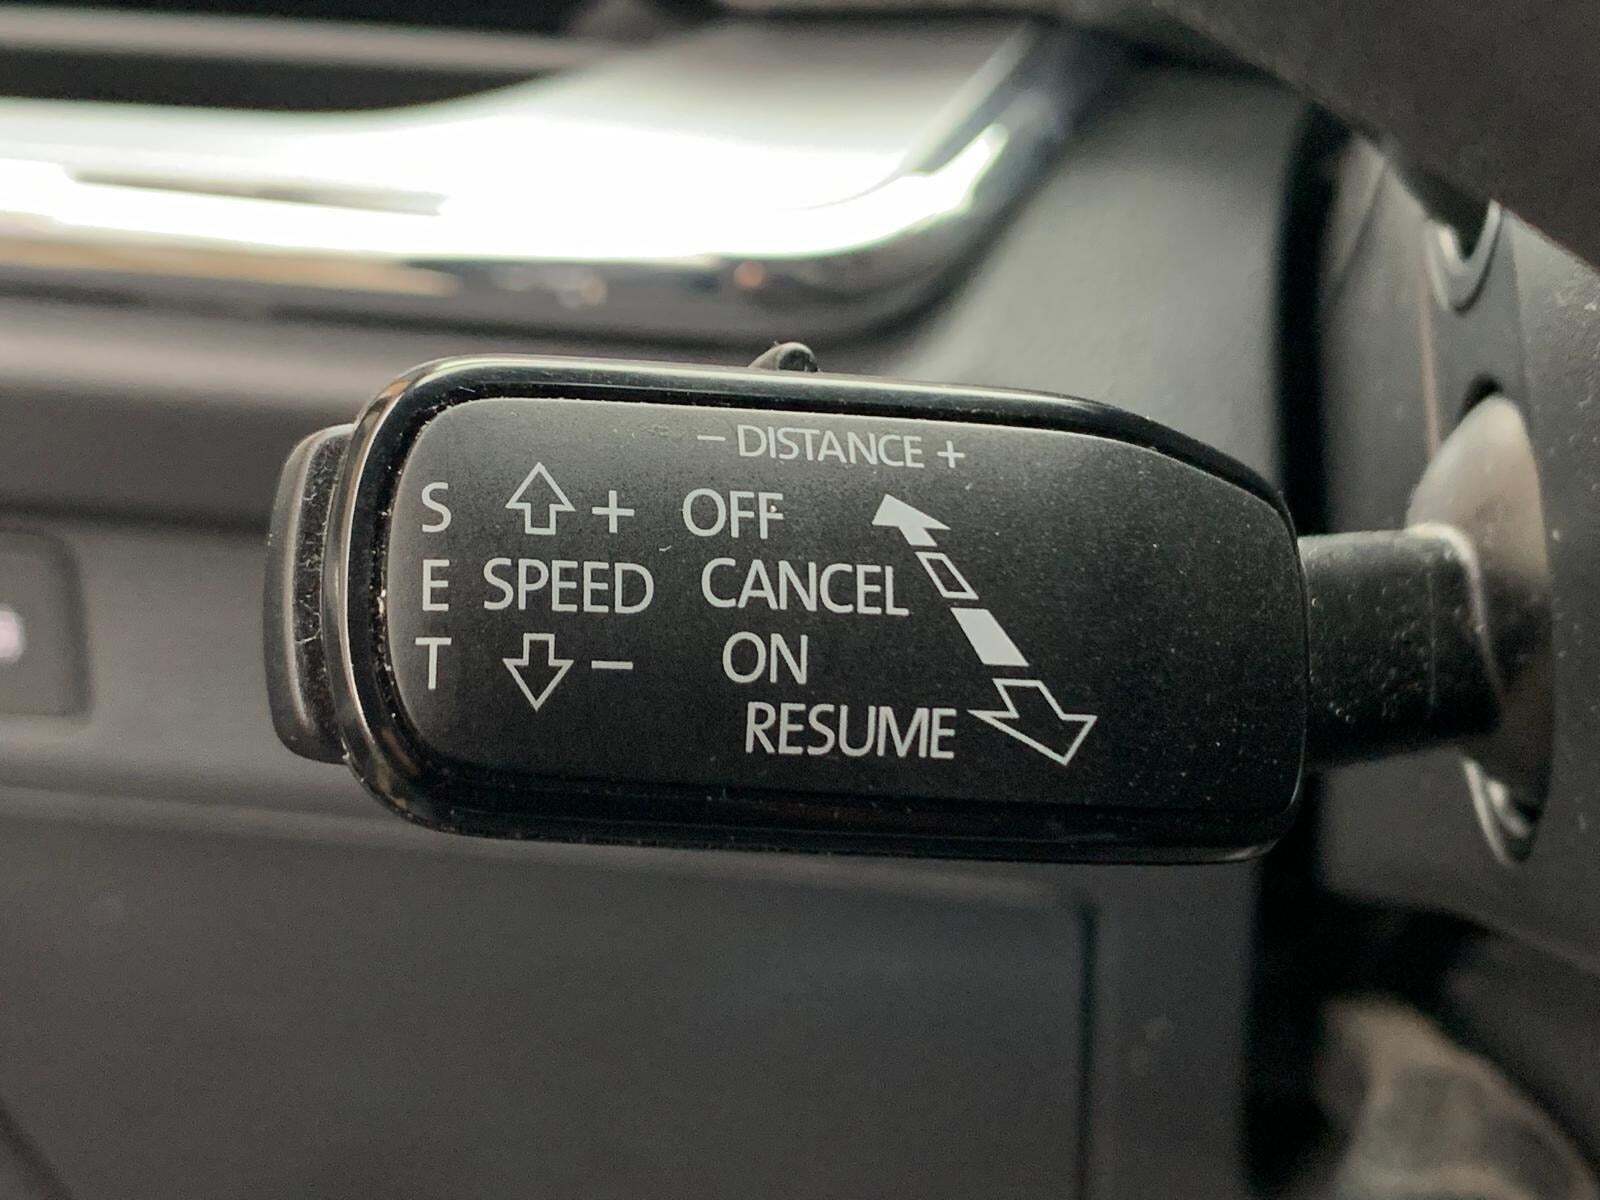 – DISTANCE +
S + OFF
E SPEED CANCEL
T – ON
RESUME